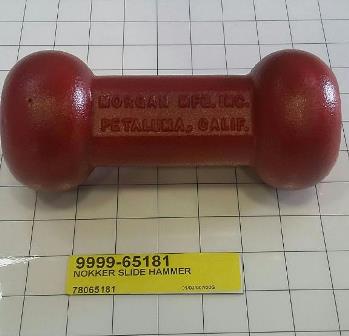 MORGAN MFG. INC.
PETALUMA, CALIF.
9999-65181
NOKKER SLIDE HAMMER
78065181